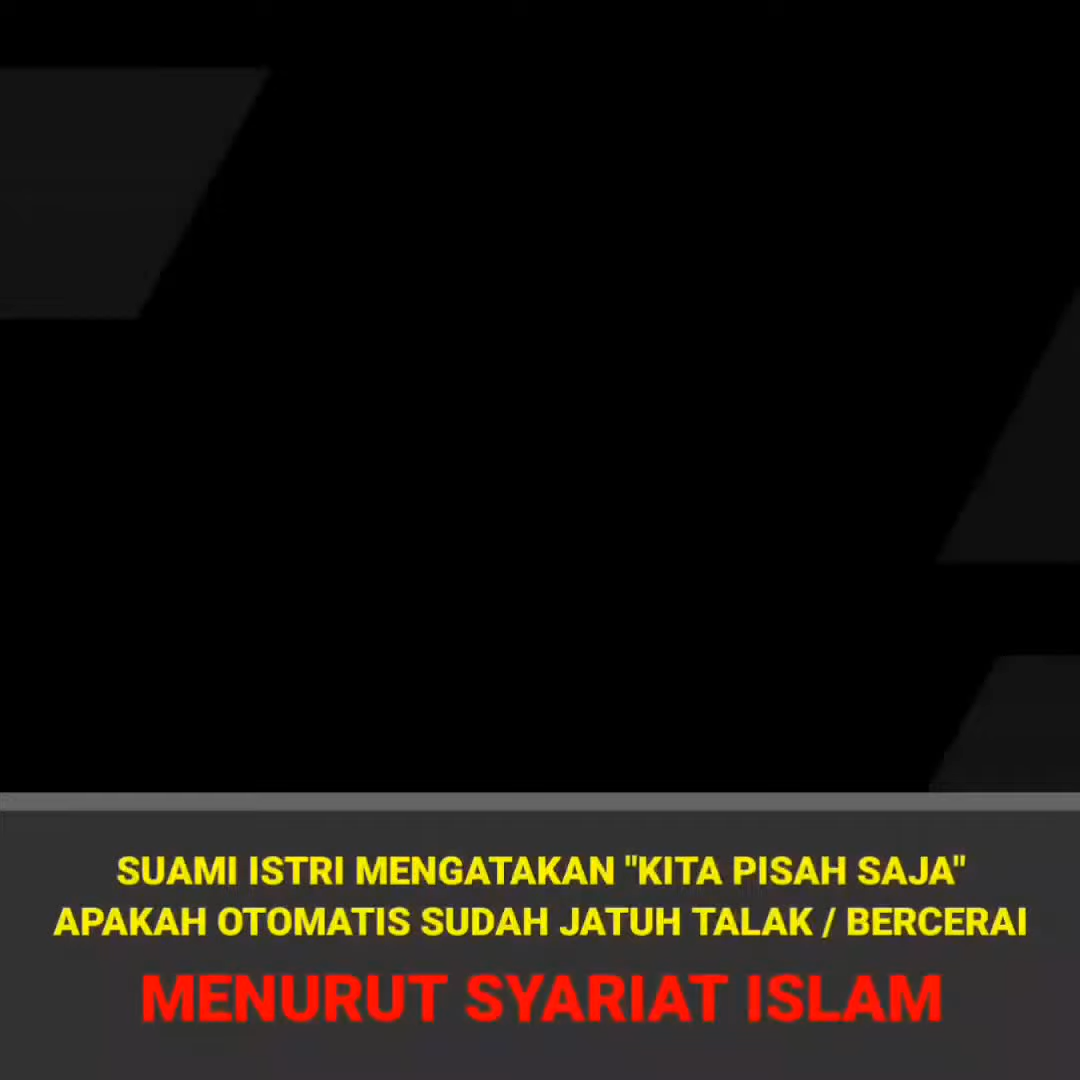 SUAMI ISTRI MENGATAKAN "KITA PISAH SAJA"
APAKAH OTOMATIS SUDAH JATUH TALAK / BERCERAI
MENURUT SYARIAT ISLAM